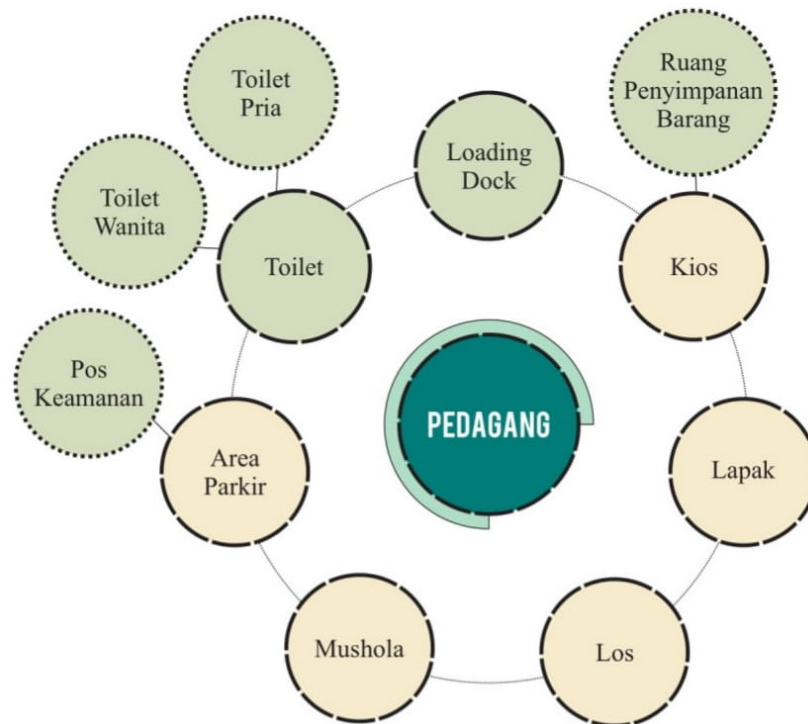 Toilet
Pria
Ruang
Penyimpanan
Barang
Loading
Dock
Toilet
Wanita
Toilet
Kios
Pos
Keamanan
PEDAGANG
Area
Parkir
Lapak
Mushola
Los